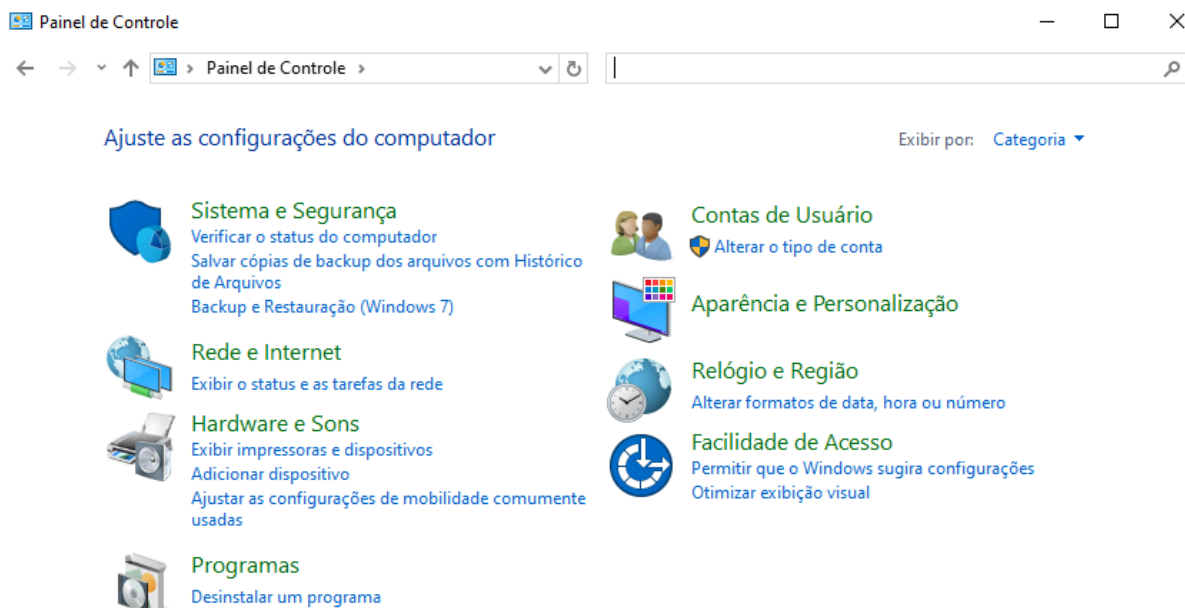 Painel de Controle
Painel de Controle
Ajuste as configurações do computador
Exibir por: Categoria
Sistema e Segurança
Verificar o status do computador
Salvar cópias de backup dos arquivos com Histórico
de Arquivos
Backup e Restauração (Windows 7)
Rede e Internet
Exibir o status e as tarefas da rede
Hardware e Sons
Exibir impressoras e dispositivos
Adicionar dispositivo
Ajustar as configurações de mobilidade comumente
usadas
Programas
Desinstalar um programa
Contas de Usuário
Alterar o tipo de conta
Aparência e Personalização
Relógio e Região
Alterar formatos de data, hora ou número
Facilidade de Acesso
Permitir que o Windows sugira configurações
Otimizar exibição visual